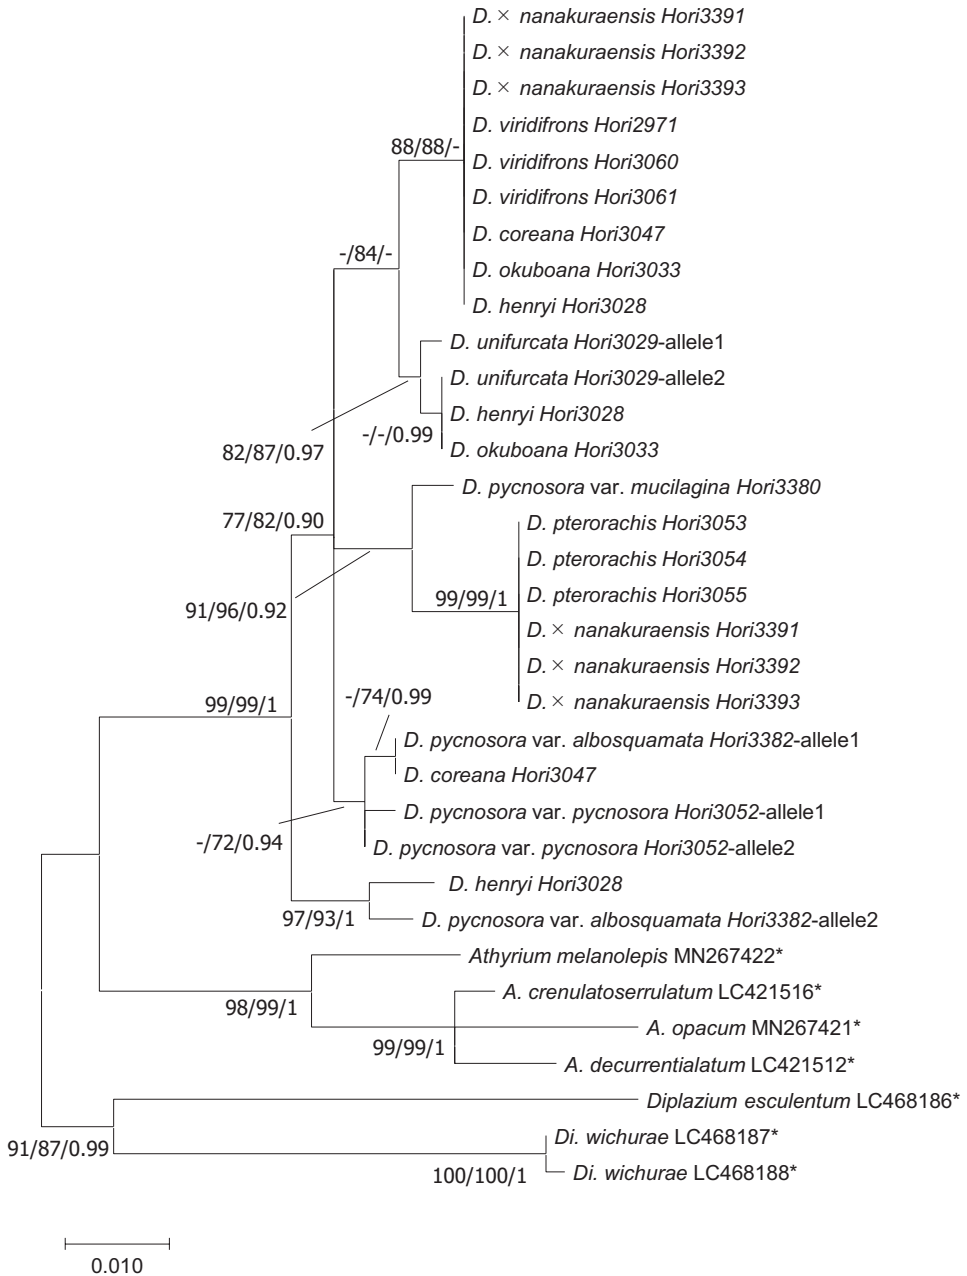 D. × nanakuraensis Hori3391
D. × nanakuraensis Hori3392
D. × nanakuraensis Hori3393
D. viridifrons Hori2971
88/88/-
D. viridifrons Hori3060
D. viridifrons Hori3061
D. coreana Hori3047
-/84/-
D. okuboana Hori3033
D. henryi Hori3028
D. unifurcata Hori3029-allele1
D. unifurcata Hori3029-allele2
D. henryi Hori3028
-/-/0.99
82/87/0.97
D. okuboana Hori3033
D. pycnosora var. mucilagina Hori3380
77/82/0.90
D. pterorachis Hori3053
D. pterorachis Hori3054
D. pterorachis Hori3055
99/99/1
91/96/0.92
D. × nanakuraensis Hori3391
D. × nanakuraensis Hori3392
D. × nanakuraensis Hori3393
-/74/0.99
99/99/1
D. pycnosora var. albosquamata Hori3382-allele1
D. coreana Hori3047
D. pycnosora var. pycnosora Hori3052-allele1
-/72/0.94
D. pycnosora var. pycnosora Hori3052-allele2
D. henryi Hori3028
97/93/1
D. pycnosora var. albosquamata Hori3382-allele2
Athyrium melanolepis MN267422*
A. crenulatoserrulatum LC421516*
98/99/1
A. opacum MN267421*
99/99/1
A. decurrentialatum LC421512*
Diplazium esculentum LC468186*
Di. wichurae LC468187*
91/87/0.99
100/100/1
Di. wichurae LC468188*
0.010